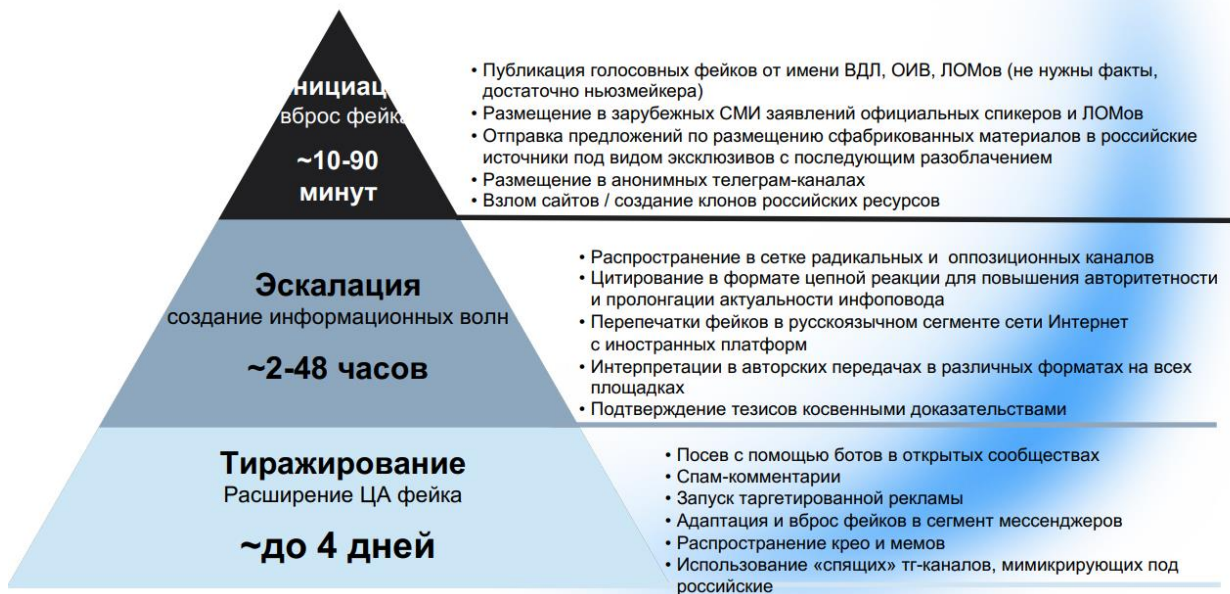 нициац
вброс фейка
~10-90
минут
• Публикация голосовных фейков от имени ВДЛ, ОИВ, ЛОМов (не нужны факты,
достаточно ньюзмейкера)
• Размещение в зарубежных СМИ заявлений официальных спикеров и ЛОМов
• Отправка предложений по размещению сфабрикованных материалов в российские
источники под видом эксклюзивов с последующим разоблачением
• Размещение в анонимных телеграм-каналах
• Взлом сайтов / создание клонов российских ресурсов
Эскалация
создание информационных волн
~2-48 часов
• Распространение в сетке радикальных и оппозиционных каналов
• Цитирование в формате цепной реакции для повышения авторитетности
и пролонгации актуальности инфоповода
• Перепечатки фейков в русскоязычном сегменте сети Интернет
с иностранных платформ
• Интерпретации в авторских передачах в различных форматах на всех
площадках
• Подтверждение тезисов косвенными доказательствами
Тиражирование
Расширение ЦА фейка
~до 4 дней
• Посев с помощью ботов в открытых сообществах
• Спам-комментарии
• Запуск таргетированной рекламы
• Адаптация и вброс фейков в сегмент мессенджеров
• Распространение крео и мемов
• Использование «спящих» тг-каналов, мимикрирующих под
российские